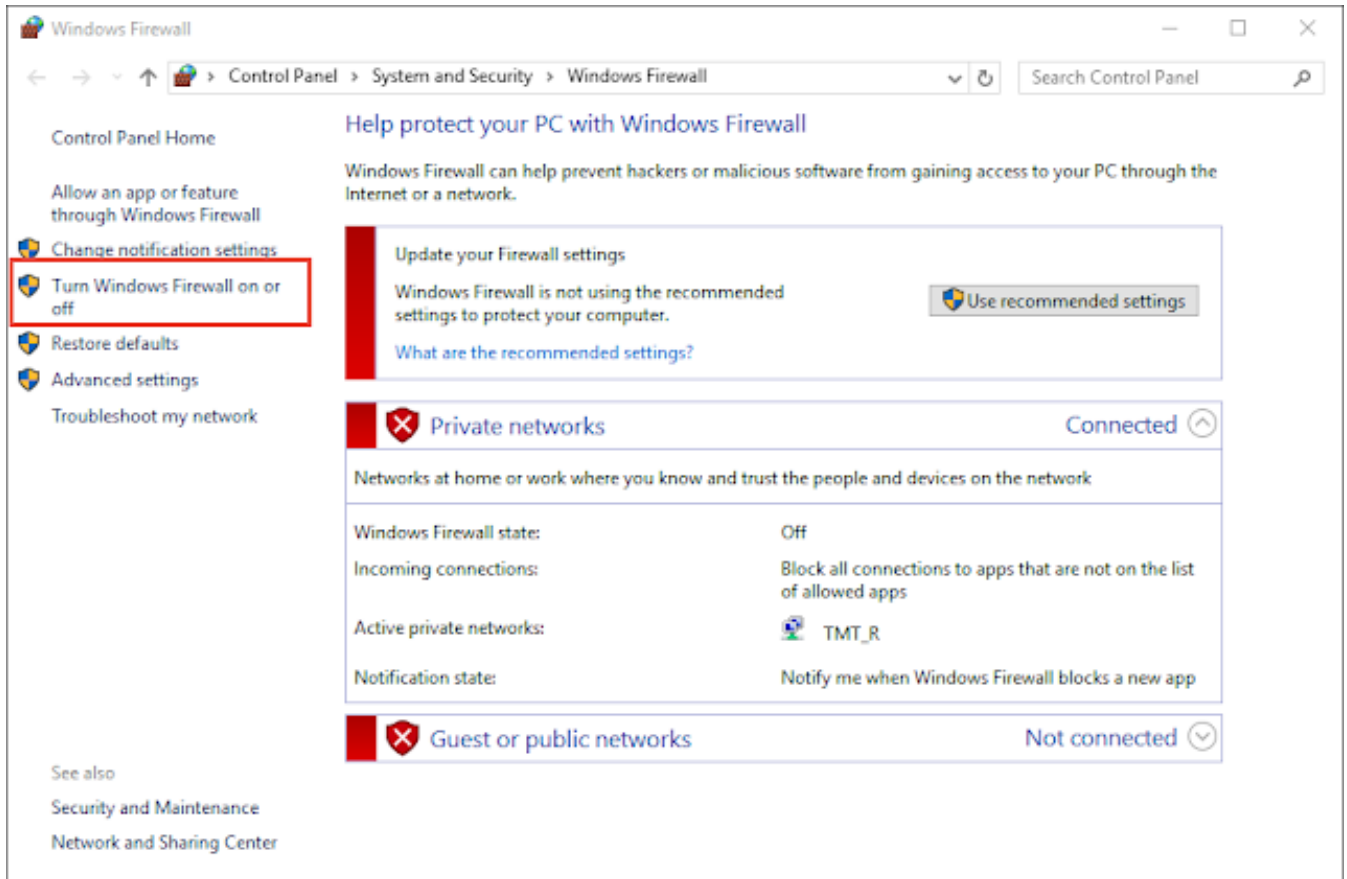 Windows Firewall
Control Panel > System and Security > Windows Firewall
Search Control Panel
Control Panel Home
Allow an app or feature
through Windows Firewall
Change notification settings
Turn Windows Firewall on or
off
Restore defaults
Advanced settings
Troubleshoot my network
See also
Security and Maintenance
Network and Sharing Center
Help protect your PC with Windows Firewall
Windows Firewall can help prevent hackers or malicious software from gaining access to your PC through the
Internet or a network.
Update your Firewall settings
Windows Firewall is not using the recommended
settings to protect your computer.
Use recommended settings
What are the recommended settings?
Private networks
Connected
Networks at home or work where you know and trust the people and devices on the network
Windows Firewall state:
Off
Incoming connections:
Block all connections to apps that are not on the list
of allowed apps
Active private networks:
TMT_R
Notification state:
Notify me when Windows Firewall blocks a new app
Guest or public networks
Not connected